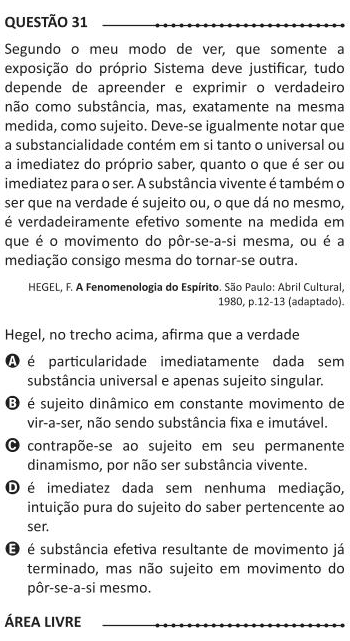 QUESTÃO 31
Segundo o meu modo de ver, que somente a
exposição do próprio Sistema deve justificar, tudo
depende de apreender e exprimir o verdadeiro
não como substância, mas, exatamente na mesma
medida, como sujeito. Deve-se igualmente notar que
a substancialidade contém em si tanto o universal ou
a imediatez do próprio saber, quanto o que é ser ou
imediatez para o ser. A substância vivente é também o
ser que na verdade é sujeito ou, o que dá no mesmo,
é verdadeiramente efetivo somente na medida em
que é o movimento do pôr-se-a-si mesma, ou é a
mediação consigo mesma do tornar-se outra.
HEGEL, F. A Fenomenologia do Espírito. São Paulo: Abril Cultural,
1980, p.12-13 (adaptado).
Hegel, no trecho acima, afirma que a verdade
A é particularidade imediatamente dada sem
substância universal e apenas sujeito singular.
B é sujeito dinâmico em constante movimento de
vir-a-ser, não sendo substância fixa e imutável.
C contrapõe-se ao sujeito em seu permanente
dinamismo, por não ser substância vivente.
D é imediatez dada sem nenhuma mediação,
intuição pura do sujeito do saber pertencente ao
ser.
E é substância efetiva resultante de movimento já
terminado, mas não sujeito em movimento do
pôr-se-a-si mesmo.
ÁREA LIVRE